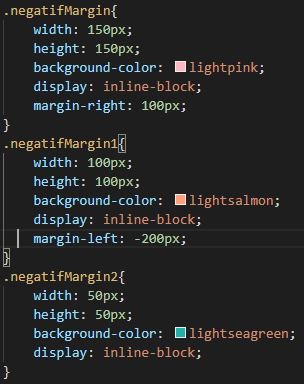 .negatifMargin{
    width: 150px;
    height: 150px;
    background-color: lightpink;
    display: inline-block;
    margin-right: 100px;
}
.negatifMargin1{
    width: 100px;
    height: 100px;
    background-color: lightsalmon;
    display: inline-block;
    margin-left: -200px;
}
.negatifMargin2{
    width: 50px;
    height: 50px;
    background-color: lightseagreen;
    display: inline-block;
}